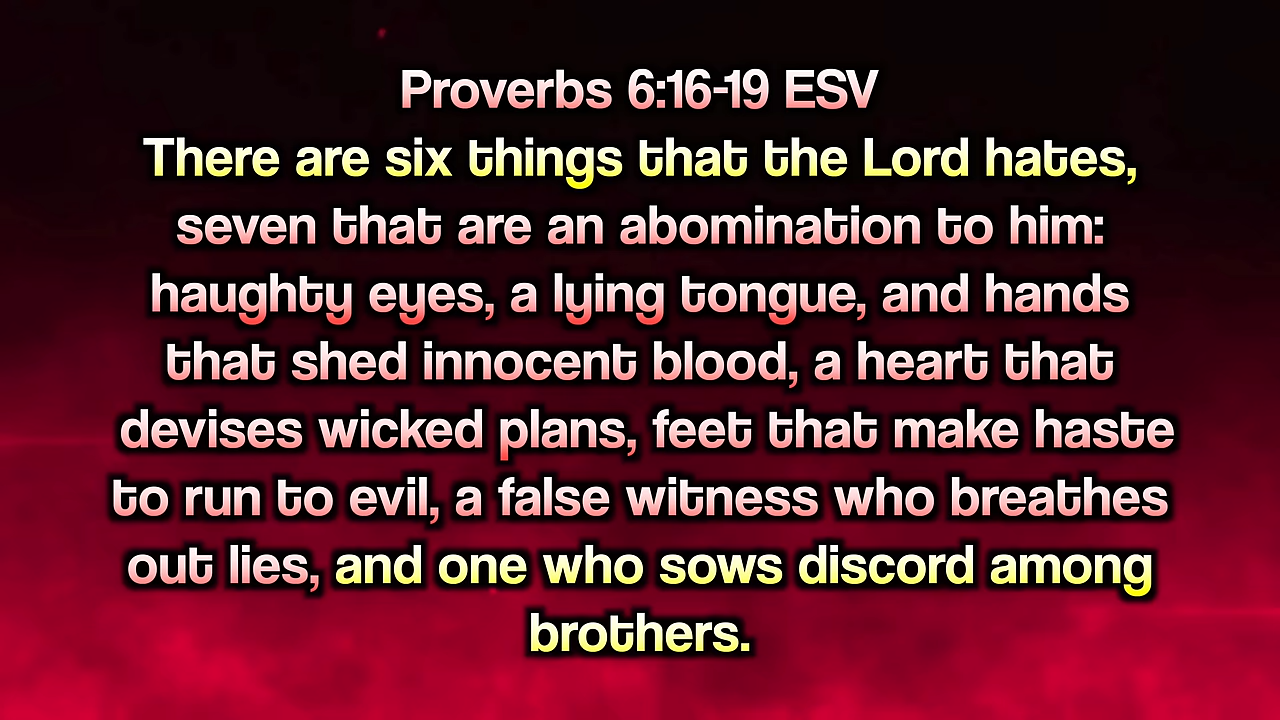 Proverbs 6:16-19 ESV
There are six things that the Lord hates,
seven that are an abomination to him:
haughty eyes, a lying tongue, and hands
that shed innocent blood, a heart that
devises wicked plans, feet that make haste
to run to evil, a false witness who breathes
out lies, and one who sows discord among
brothers.